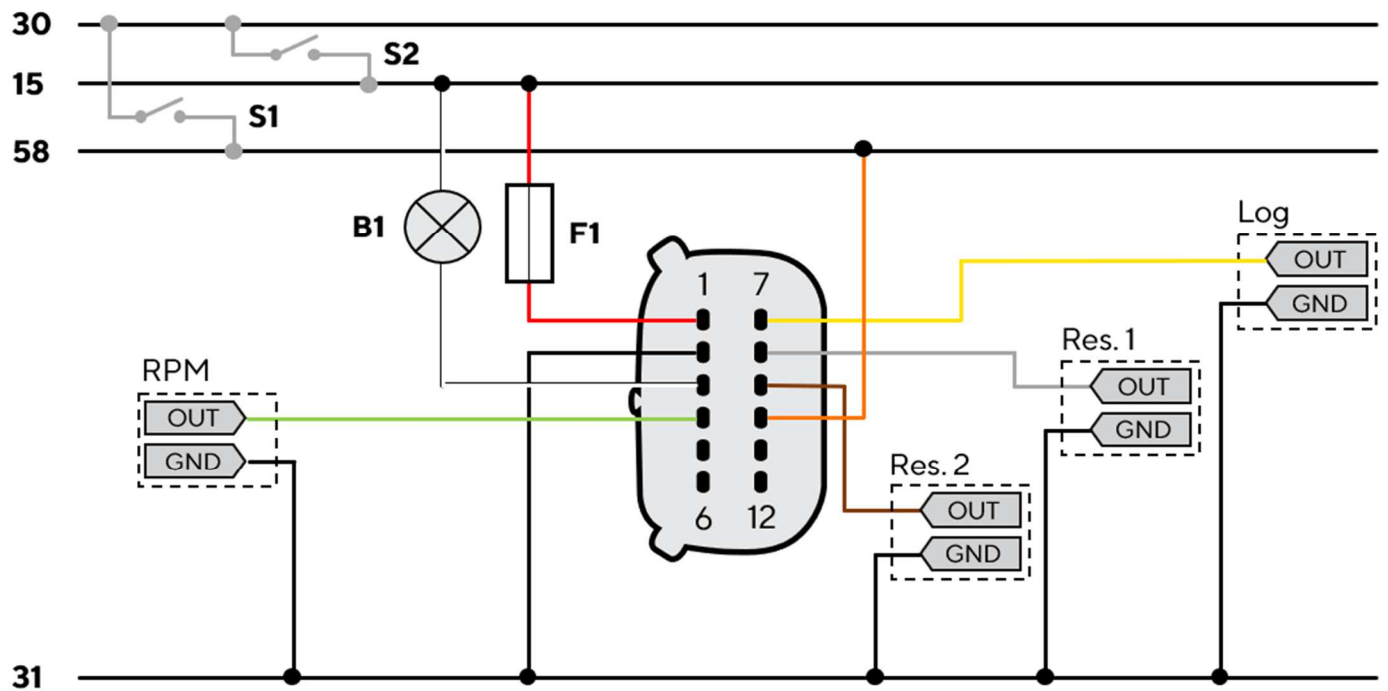 30
S2
15
S1
58
B1
F1
Log
OUT
GND
1 7
Res. 1
OUT
GND
RPM
OUT
GND
Res. 2
OUT
GND
6 12
31